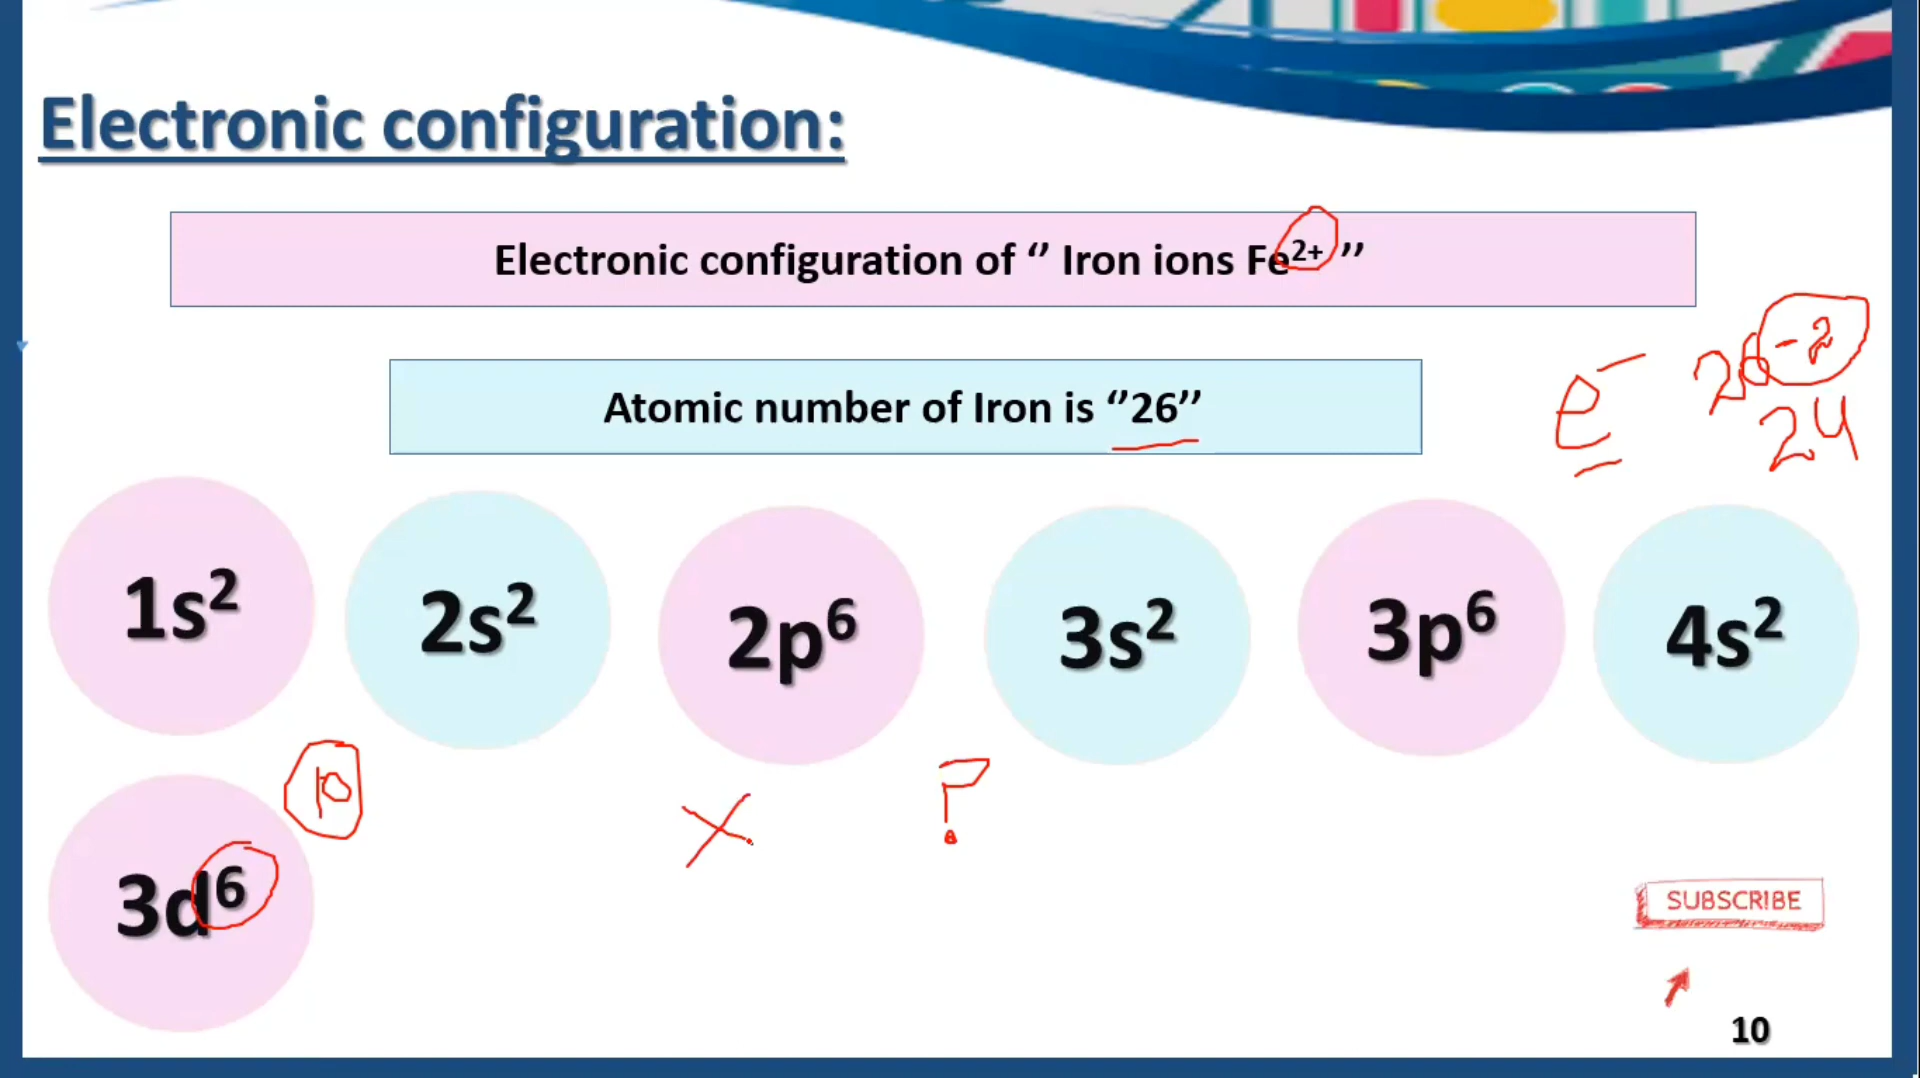 Electronic configuration:
Electronic configuration of ‘’ Iron ions Fe²⁺ ’’
Atomic number of Iron is ‘’26’’
e⁻ 26 -2
24
1s² 2s² 2p⁶ 3s² 3p⁶ 4s²
10
3d⁶ X ?
SUBSCRIBE
10